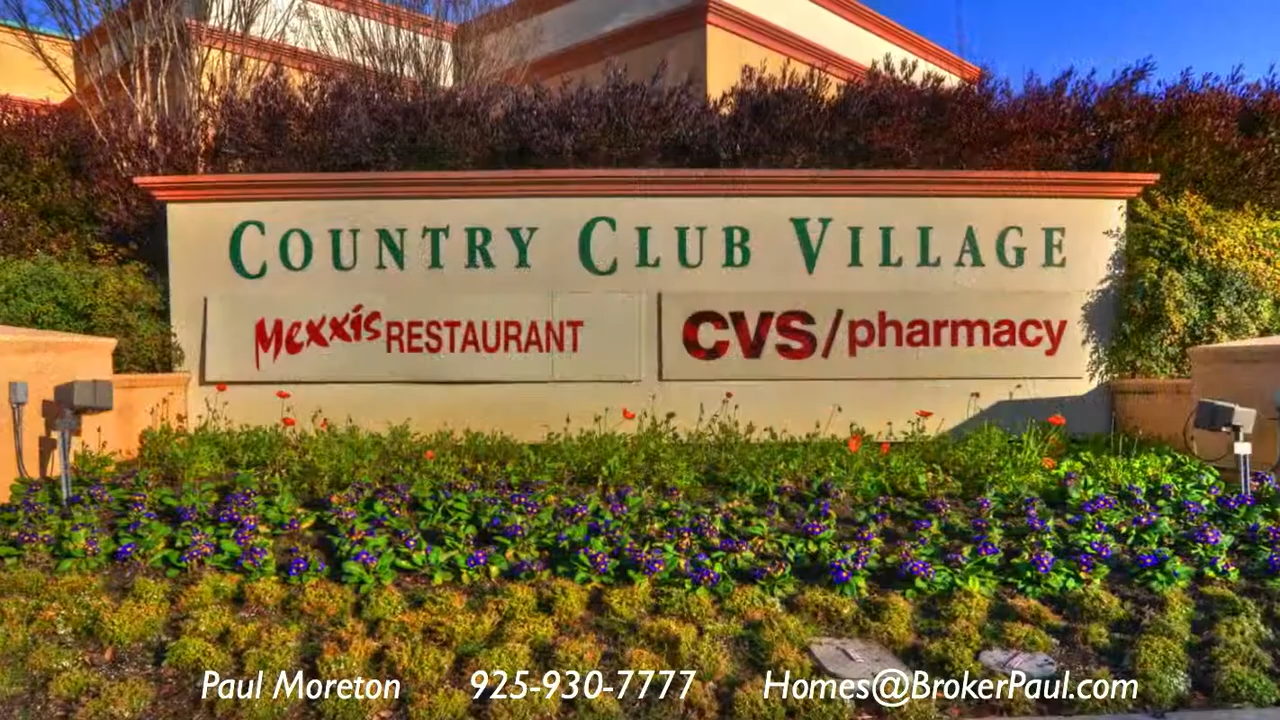 COUNTRY CLUB VILLAGE
Mexxis RESTAURANT CVS/pharmacy
Paul Moreton 925-930-7777 Homes@BrokerPaul.com